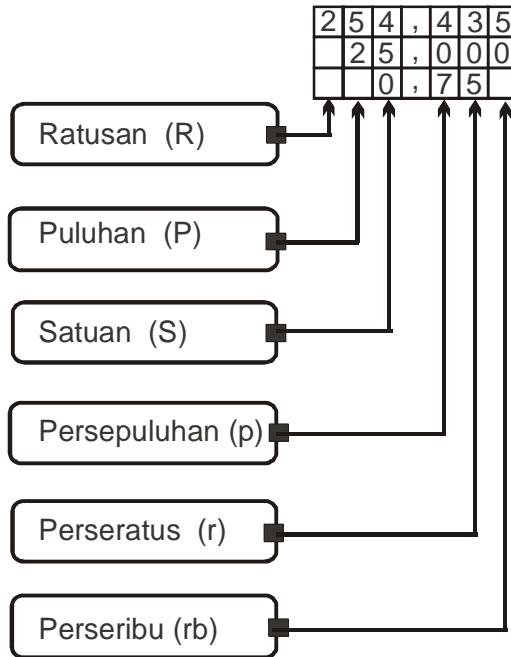 254,435
25,000
0,75
Ratusan (R)
Puluhan (P)
Satuan (S)
Persepuluhan (p)
Perseratus (r)
Perseribu (rb)